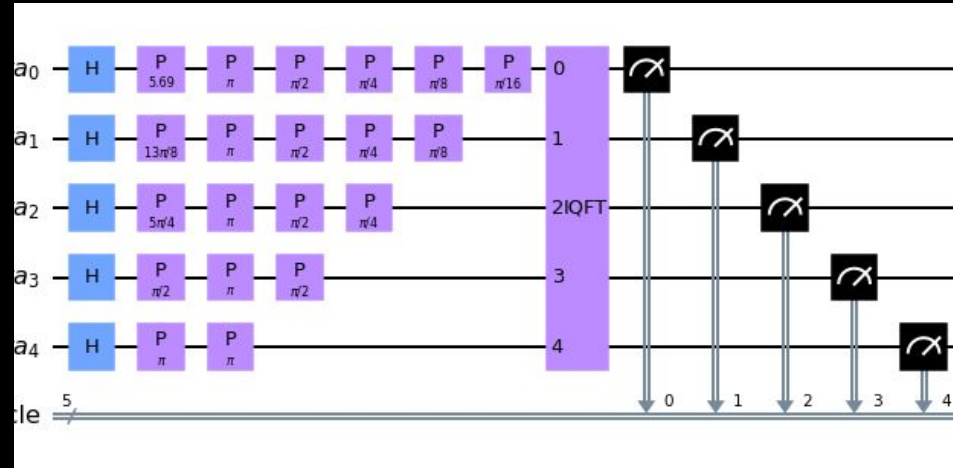 a0 H P 5.69 P π P π/2 P π/4 P π/8 P π/16 0
a1 H P 13π/8 P π P π/2 P π/4 P π/8 1
a2 H P 5π/4 P π P π/2 P π/4 2IQFT
a3 H P π/2 P π P π/2 3
a4 H P π P π 4
5 0 1 2 3 4
cle